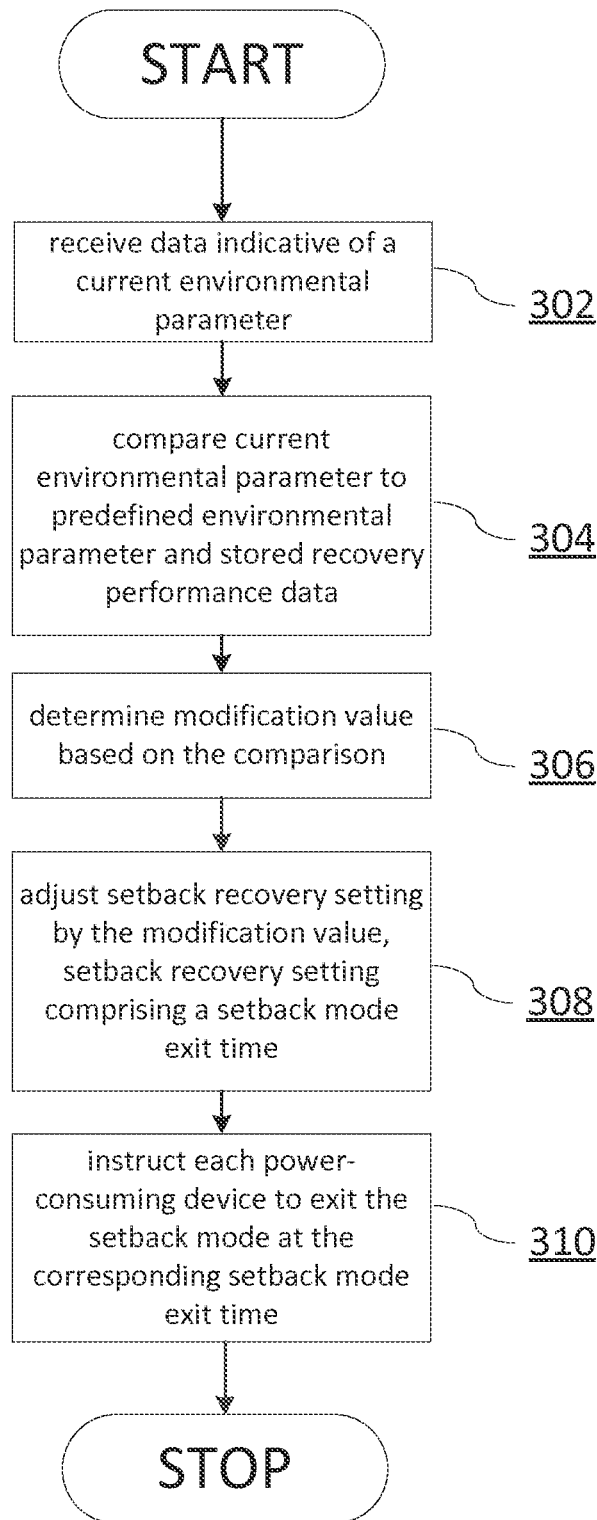 START
receive data indicative of a
current environmental
parameter
302
compare current
environmental parameter to
predefined environmental
parameter and stored recovery
performance data
304
determine modification value
based on the comparison
306
adjust setback recovery setting
by the modification value,
setback recovery setting
comprising a setback mode
exit time
308
instruct each power-
consuming device to exit the
setback mode at the
corresponding setback mode
exit time
310
STOP